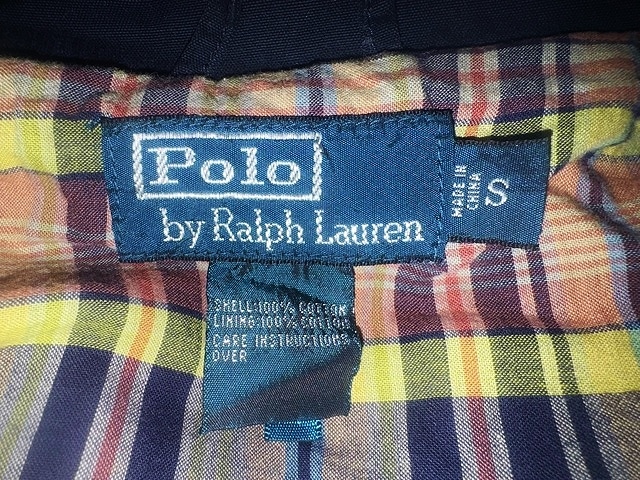 Polo
by Ralph Lauren
MADE IN
CHINA
S
SHELL:100% COTTON
LINING:100% COTTON
CARE INSTRUCTIONS
OVER